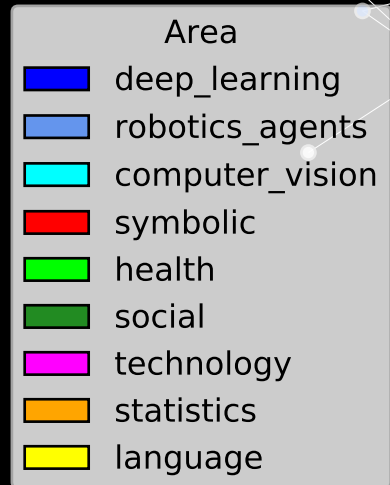 Area
deep_learning
robotics_agents
computer_vision
symbolic
health
social
technology
statistics
language